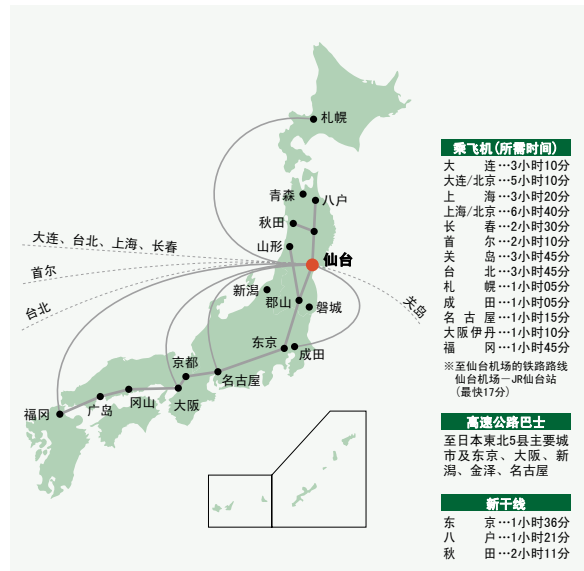 札幌
青森
八户
秋田
山形
大连、台北、上海、长春
仙台
首尔
新潟
台北
关岛
郡山
磐城
东京
成田
京都
名古屋
冈山
大阪
广岛
福冈
乘飞机(所需时间)
大连…3小时10分
大连/北京…5小时10分
上海…3小时20分
上海/北京…6小时40分
长春…2小时30分
首尔…2小时10分
关岛…3小时45分
台北…3小时45分
札幌…1小时05分
成田…1小时05分
名古屋…1小时15分
大阪伊丹…1小时10分
福冈…1小时45分
※至仙台机场的铁路路线
仙台机场－JR仙台站
(最快17分)
高速公路巴士
至日本東北5县主要城
市及东京、大阪、新
潟、金泽、名古屋
新干线
东京…1小时36分
八户…1小时21分
秋田…2小时11分